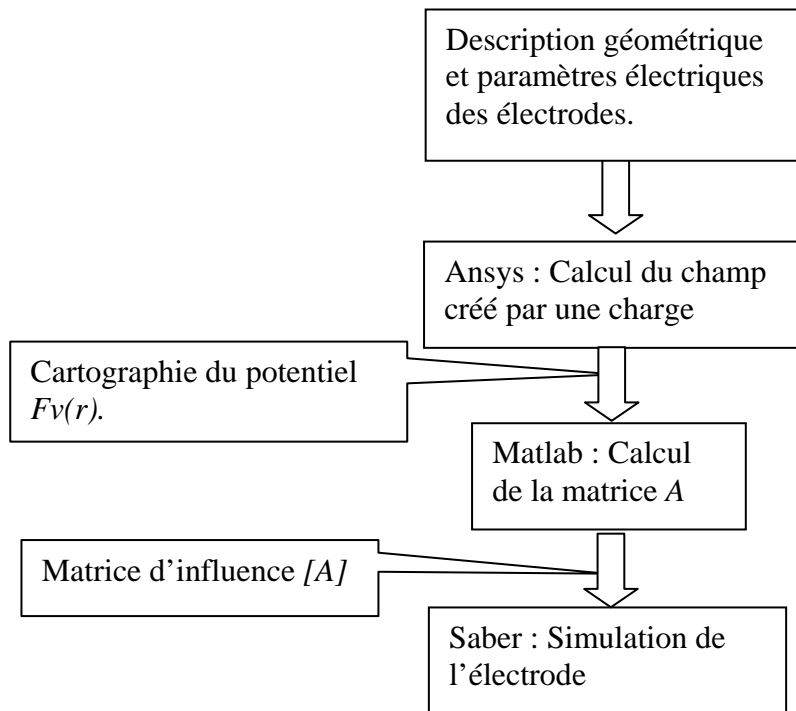 Description géométrique
et paramètres électriques
des électrodes.
Ansys : Calcul du champ
créé par une charge
Cartographie du potentiel
Fv(r).
Matlab : Calcul
de la matrice A
Matrice d’influence [A]
Saber : Simulation de
l’électrode